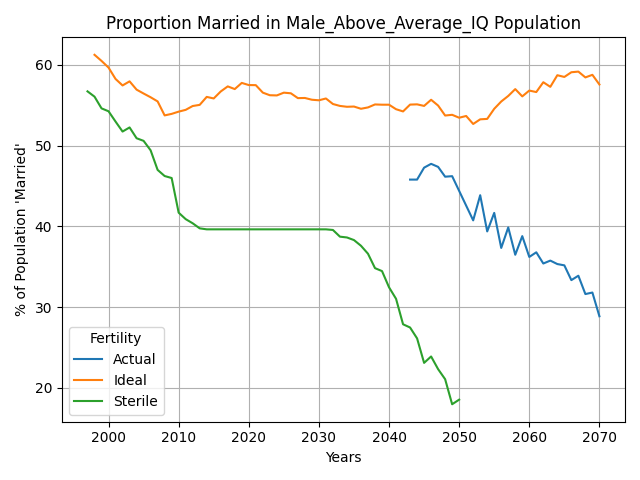 Proportion Married in Male_Above_Average_IQ Population
% of Population 'Married'
60
50
40
30
20
Fertility
Actual
Ideal
Sterile
2000 2010 2020 2030 2040 2050 2060 2070
Years